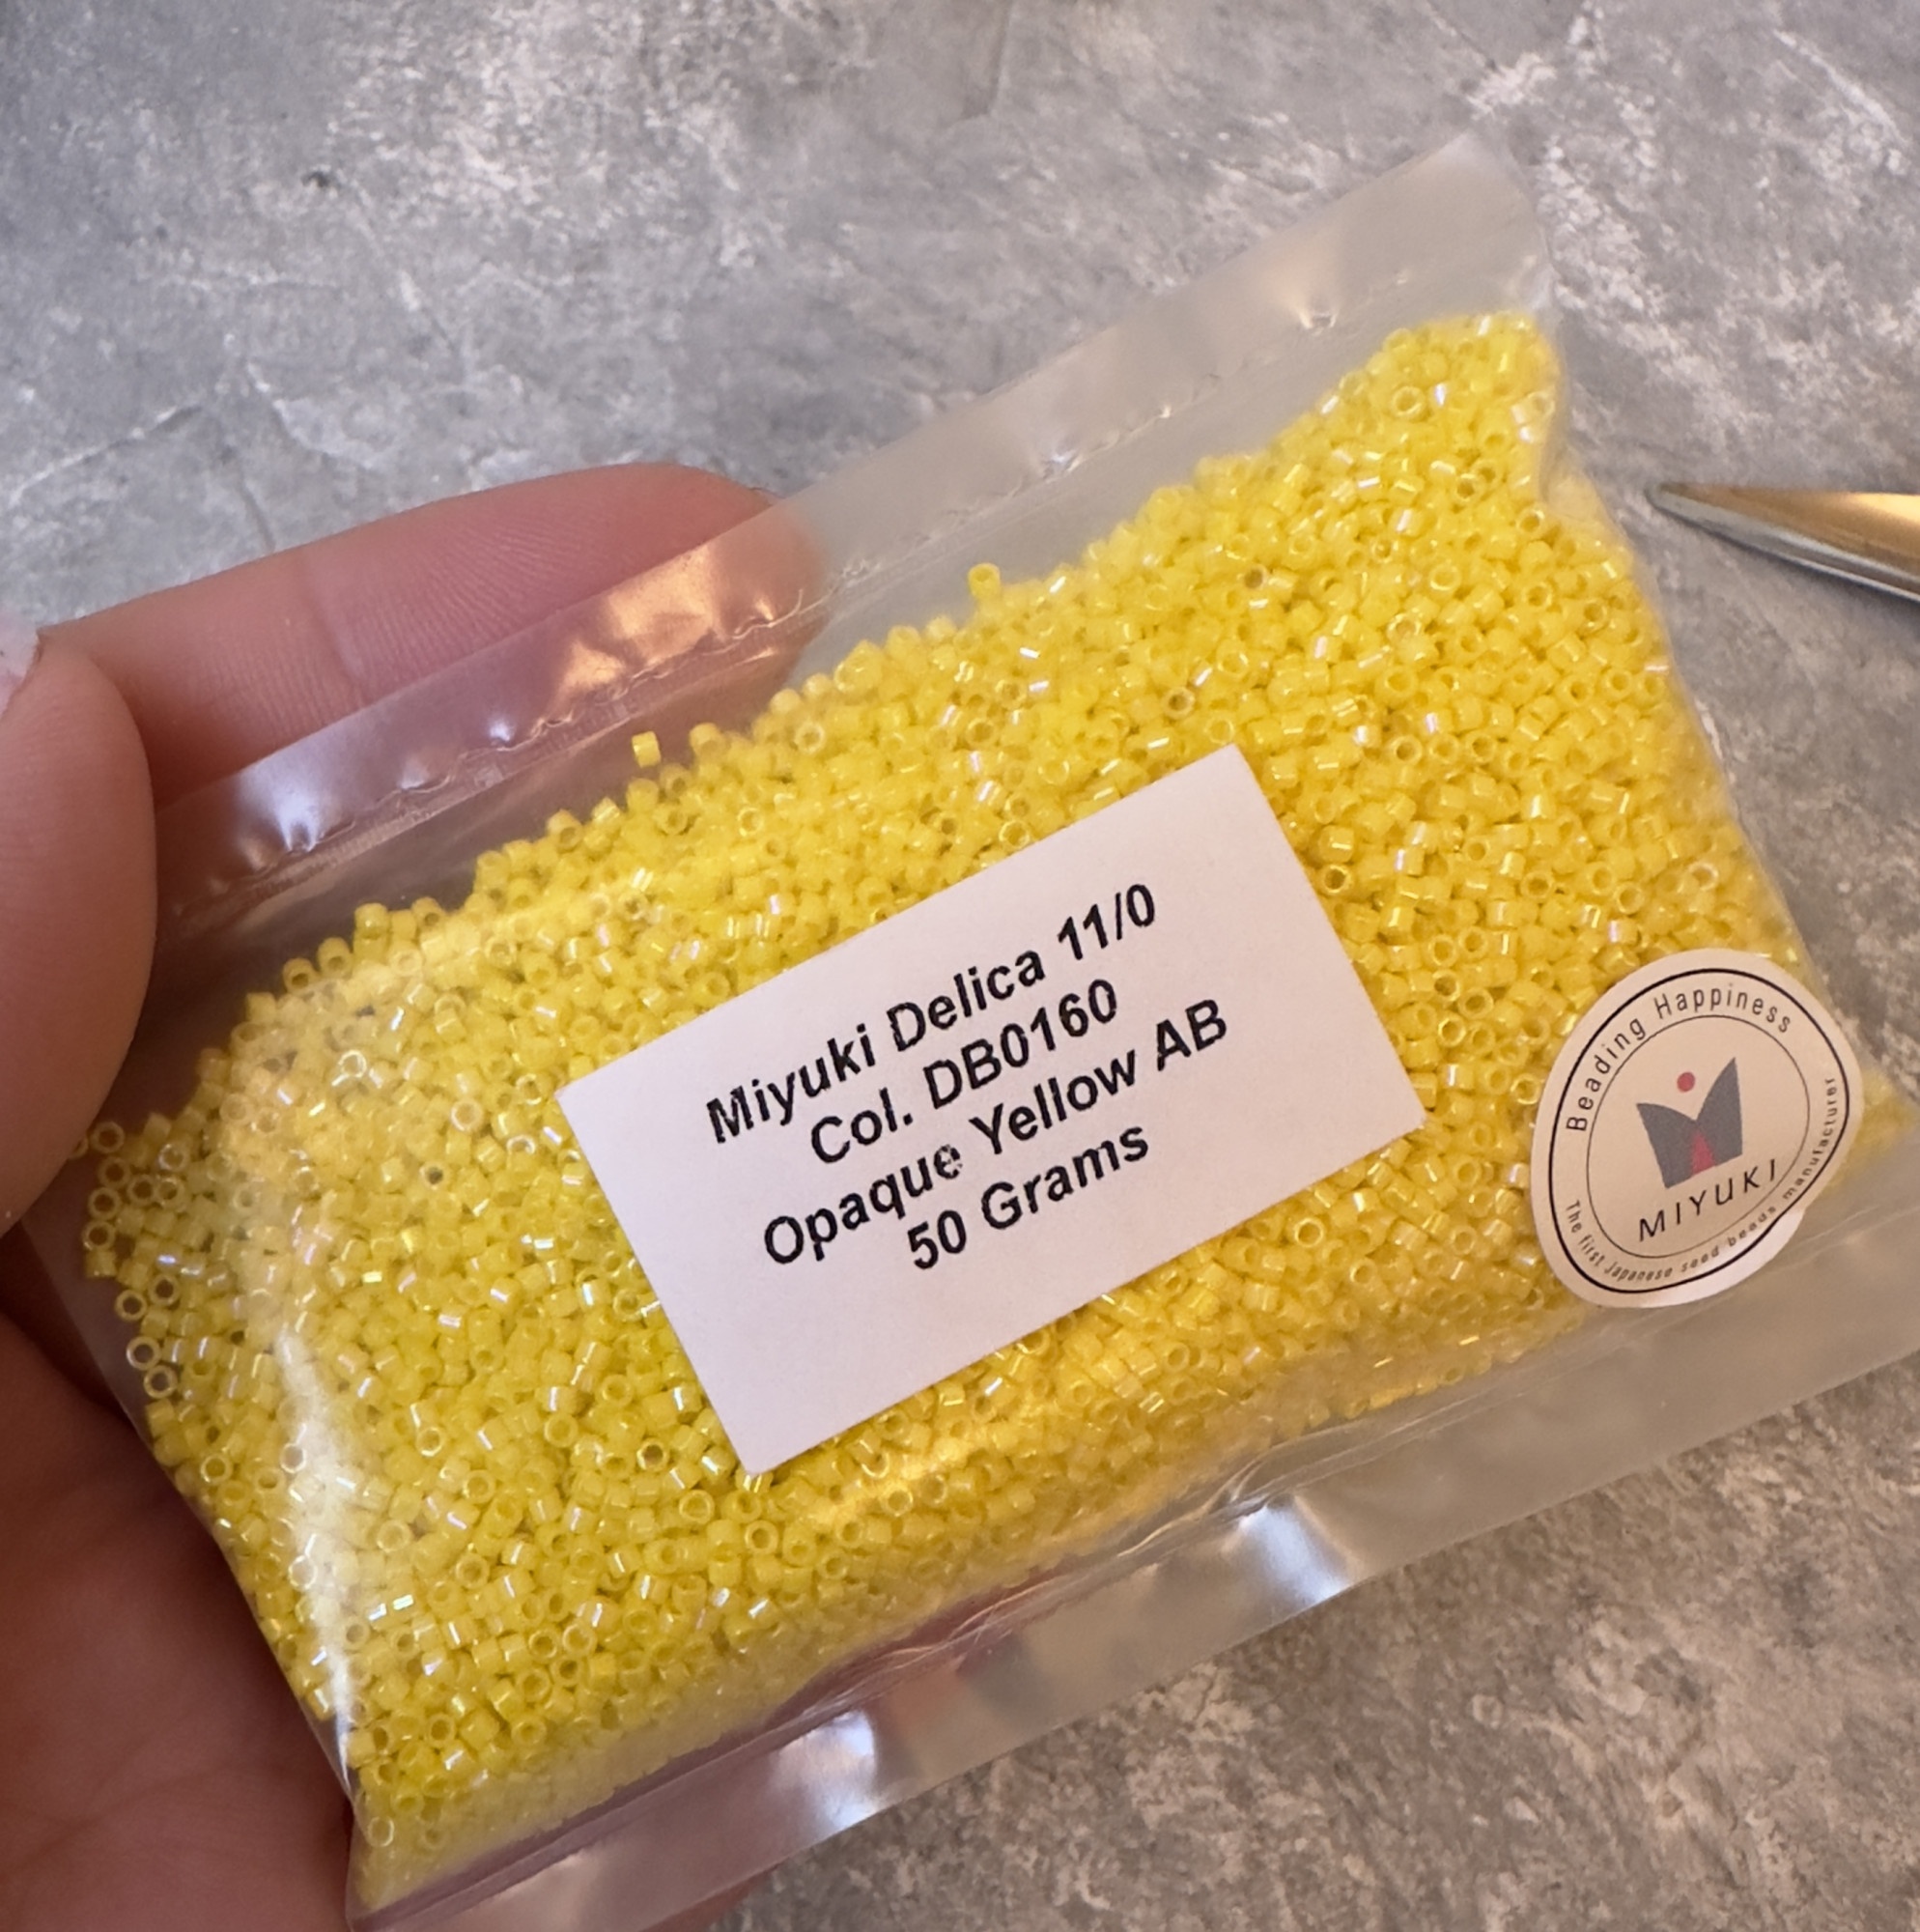 Miyuki Delica 11/0
Col. DB0160
Opaque Yellow AB
50 Grams
Beading Happiness
MIYUKI
The first Japanese seed beads manufacturer